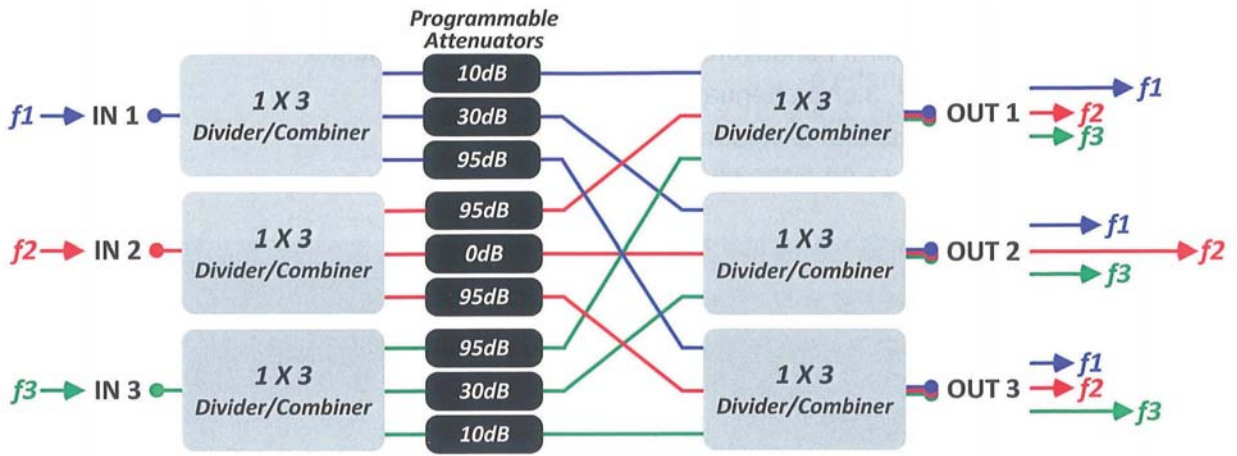 Programmable
Attenuators
f1 IN 1
1 X 3
Divider/Combiner
10dB
30dB
95dB
1 X 3
Divider/Combiner
OUT 1
f1
f2
f3
f2 IN 2
1 X 3
Divider/Combiner
95dB
0dB
95dB
1 X 3
Divider/Combiner
OUT 2
f1
f2
f3
f3 IN 3
1 X 3
Divider/Combiner
95dB
30dB
10dB
1 X 3
Divider/Combiner
OUT 3
f1
f2
f3